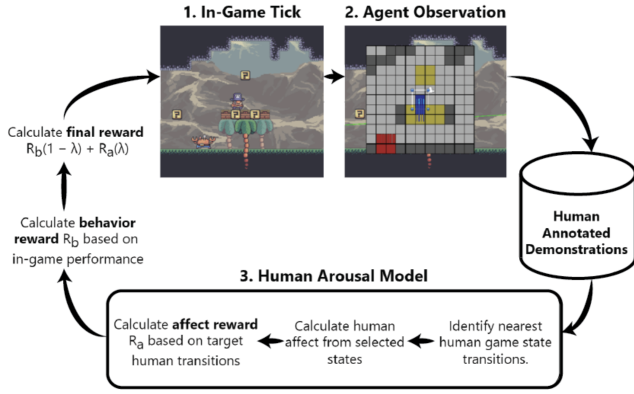 1. In-Game Tick
2. Agent Observation
?
?
?
?
Human
Annotated
Demonstrations
3. Human Arousal Model
Identify nearest
human game state
transitions.
Calculate human
affect from selected
states
Calculate affect reward
Ra based on target
human transitions
Calculate behavior
reward Rb based on
in-game performance
Calculate final reward
Rb(1 − λ) + Ra(λ)